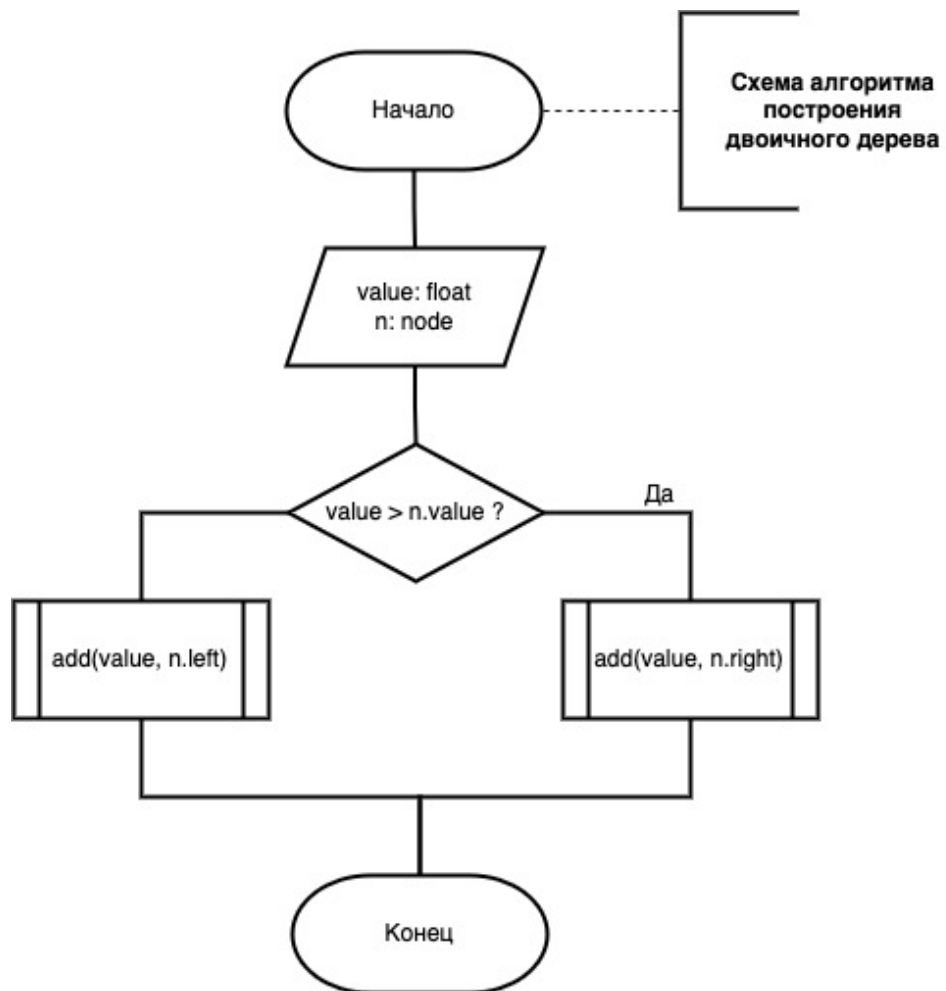 Начало
Схема алгоритма
построения
двоичного дерева
value: float
n: node
value > n.value ?
Да
add(value, n.left)
add(value, n.right)
Конец